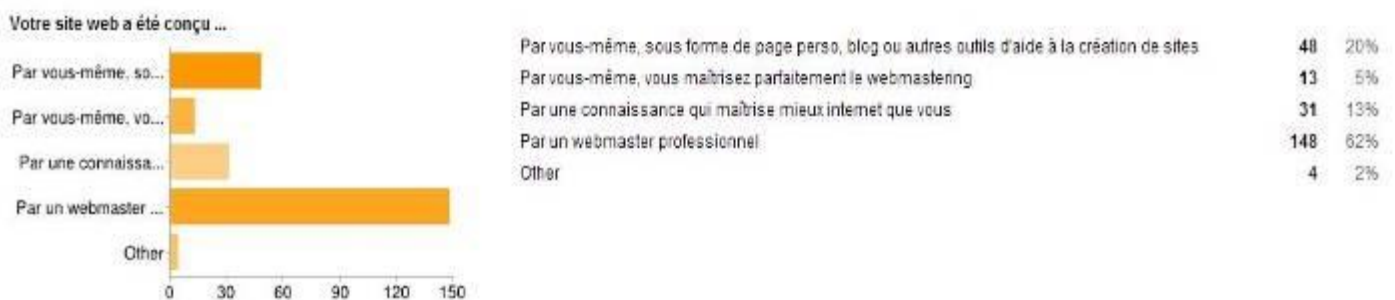 Votre site web a été conçu ...
Par vous-même, so...
Par vous-même, vo...
Par une connaissa...
Par un webmaster ...
Other
0 30 60 90 120 150
Par vous-même, sous forme de page perso, blog ou autres outils d'aide à la création de sites 48 20%
Par vous-même, vous maîtrisez parfaitement le webmastering 13 5%
Par une connaissance qui maîtrise mieux internet que vous 31 13%
Par un webmaster professionnel 148 62%
Other 4 2%